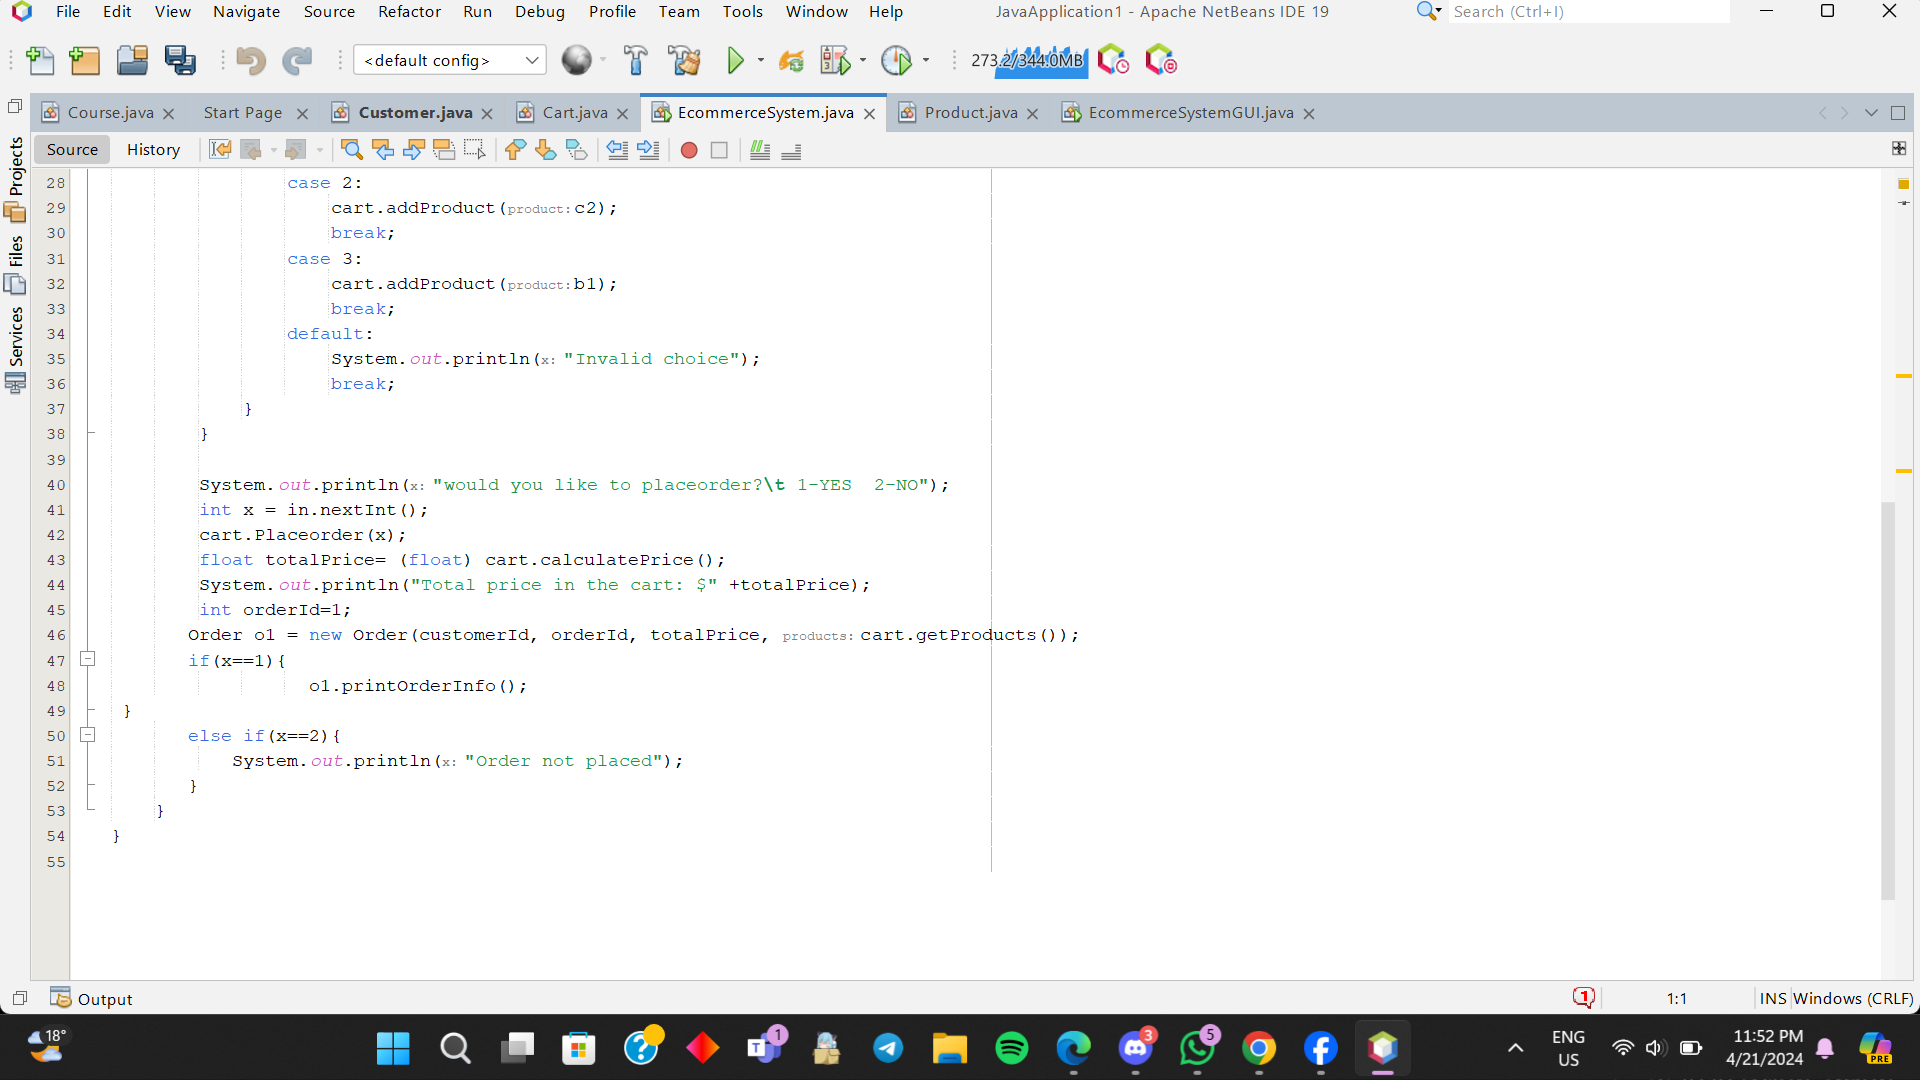 File Edit View Navigate Source Refactor Run Debug Profile Team Tools Window Help JavaApplication1 - Apache NetBeans IDE 19 Search (Ctrl+I)
<default config> 273.2/344.0MB
Course.java Start Page Customer.java Cart.java EcommerceSystem.java Product.java EcommerceSystemGUI.java
Source History
Projects
Files
Services
28 case 2:
29 cart.addProduct(product:c2);
30 break;
31 case 3:
32 cart.addProduct(product:b1);
33 break;
34 default:
35 System.out.println(x: "Invalid choice");
36 break;
37 }
38 }
39
40 System.out.println(x: "would you like to placeorder?\t 1-YES  2-NO");
41 int x = in.nextInt();
42 cart.Placeorder(x);
43 float totalPrice= (float) cart.calculatePrice();
44 System.out.println("Total price in the cart: $" +totalPrice);
45 int orderId=1;
46 Order o1 = new Order(customerId, orderId, totalPrice, products: cart.getProducts());
47 if(x==1){
48 o1.printOrderInfo();
49 }
50 else if(x==2){
51 System.out.println(x: "Order not placed");
52 }
53 }
54 }
55
Output 1 1:1 INS Windows (CRLF)
18° 1 3 5 ENG 11:52 PM
US 4/21/2024 PRE